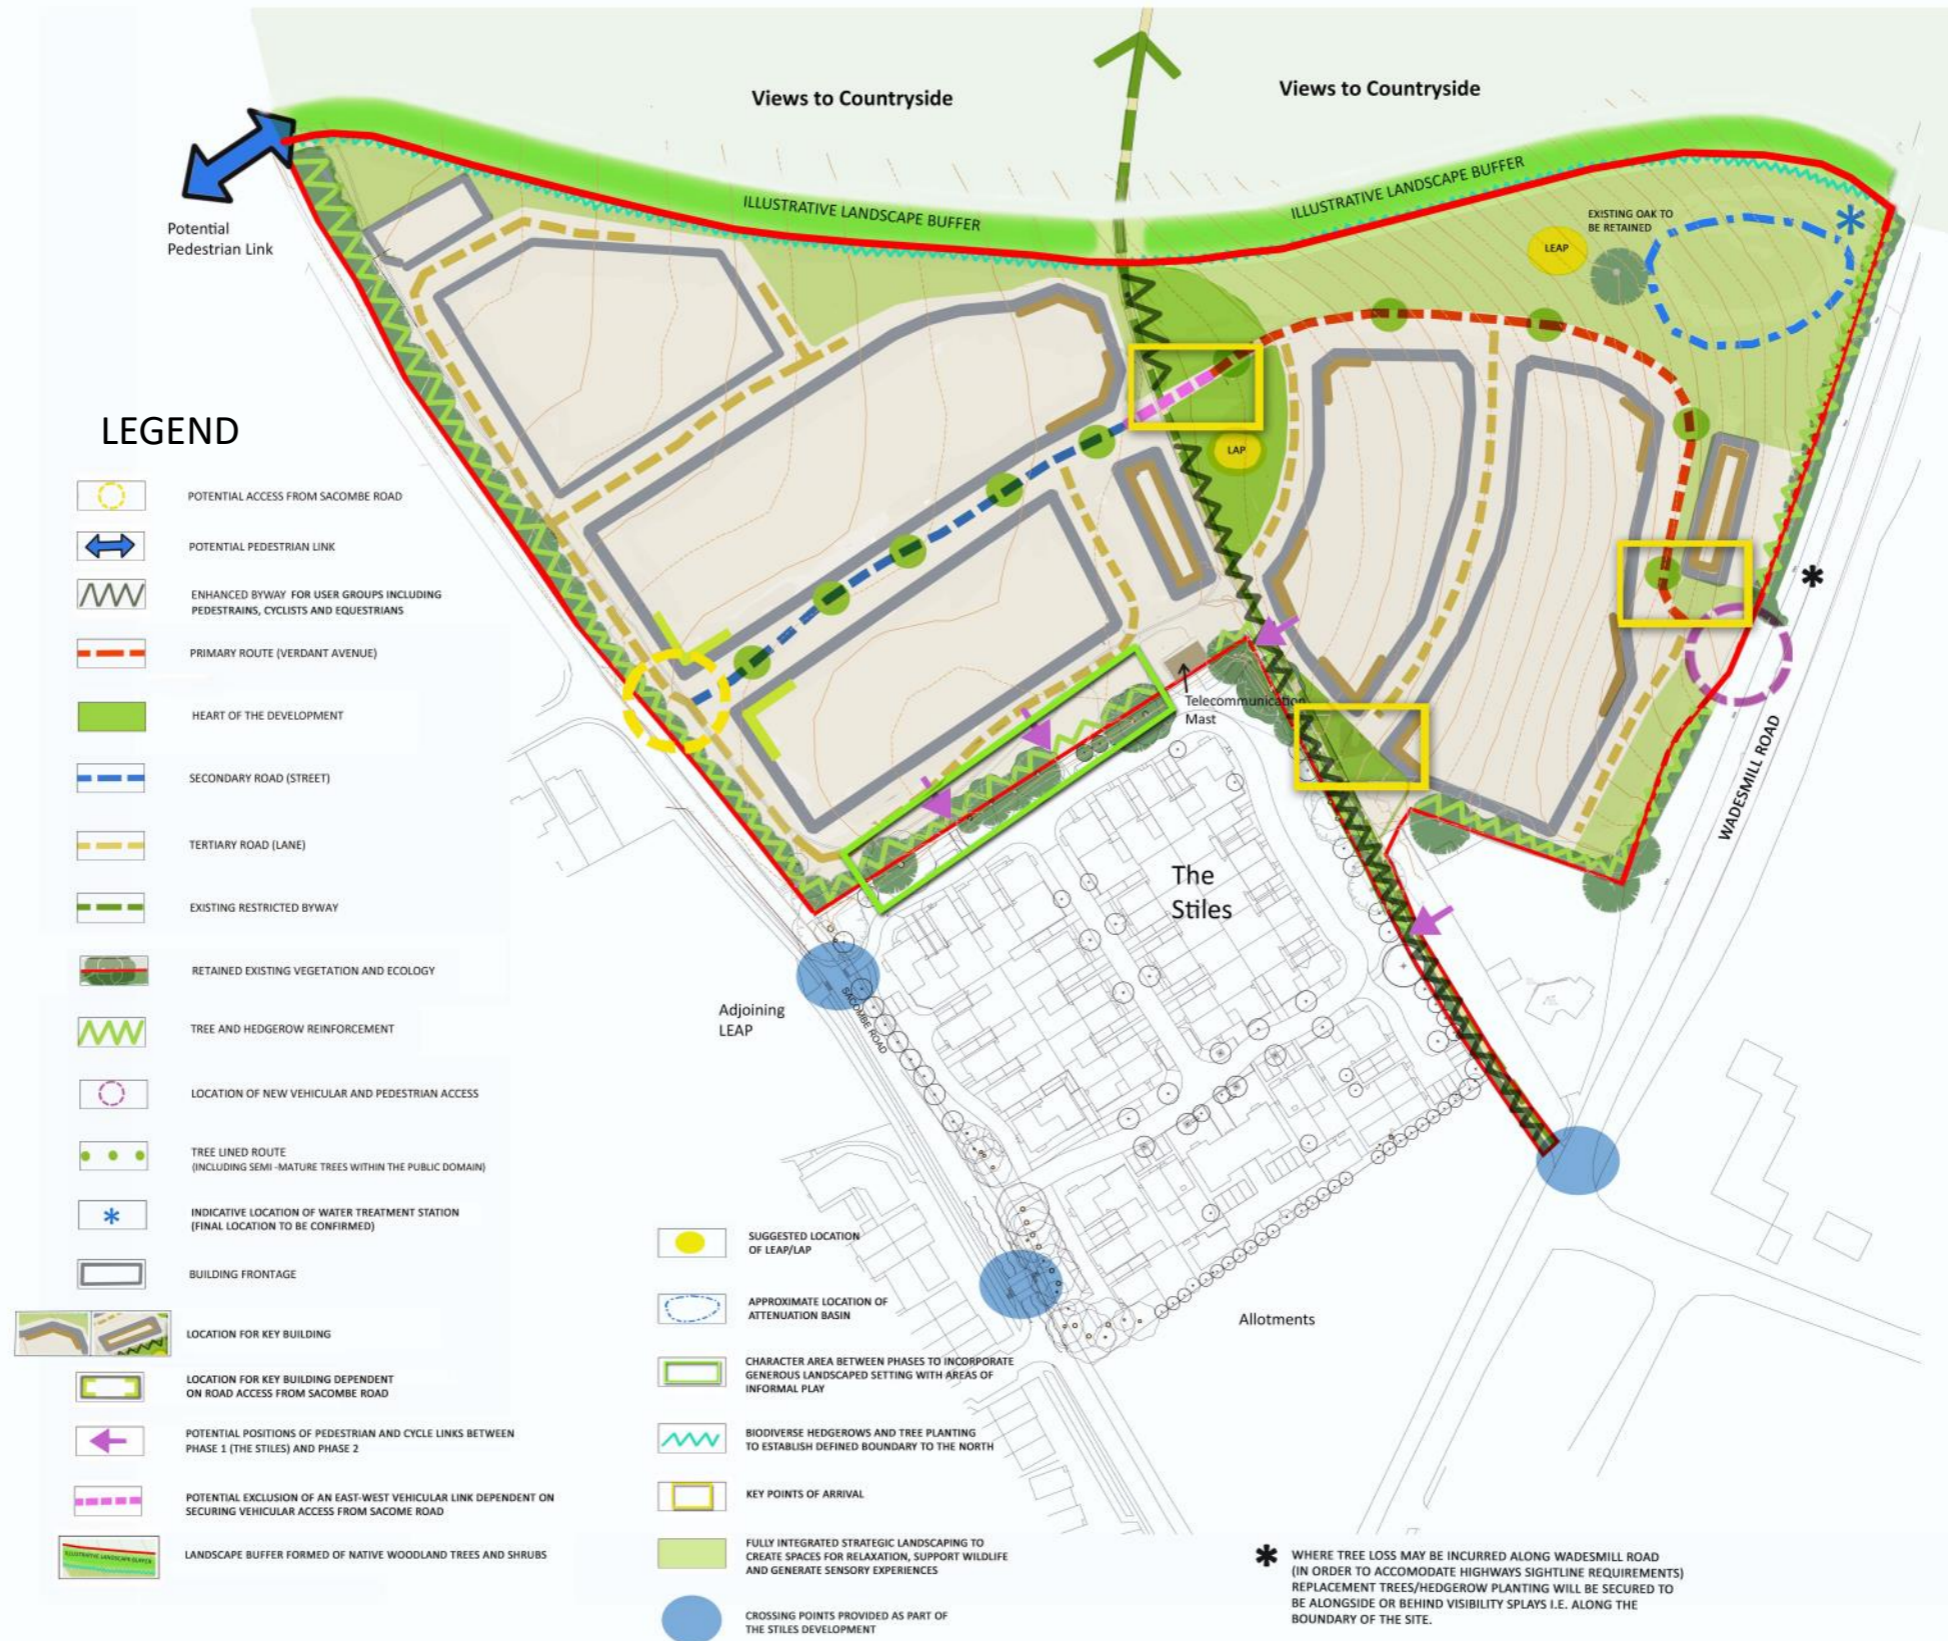 Views to Countryside
Views to Countryside
ILLUSTRATIVE LANDSCAPE BUFFER
ILLUSTRATIVE LANDSCAPE BUFFER
EXISTING OAK TO
BE RETAINED
LEAP
Potential
Pedestrian Link
LAP
Telecommunication
Mast
WADESMILL ROAD
The
Stiles
Adjoining
LEAP
SACOMBE ROAD
Allotments
LEGEND
POTENTIAL ACCESS FROM SACOMBE ROAD
POTENTIAL PEDESTRIAN LINK
ENHANCED BYWAY FOR USER GROUPS INCLUDING
PEDESTRAINS, CYCLISTS AND EQUESTRIANS
PRIMARY ROUTE (VERDANT AVENUE)
HEART OF THE DEVELOPMENT
SECONDARY ROAD (STREET)
TERTIARY ROAD (LANE)
EXISTING RESTRICTED BYWAY
RETAINED EXISTING VEGETATION AND ECOLOGY
TREE AND HEDGEROW REINFORCEMENT
LOCATION OF NEW VEHICULAR AND PEDESTRIAN ACCESS
TREE LINED ROUTE
(INCLUDING SEMI -MATURE TREES WITHIN THE PUBLIC DOMAIN)
INDICATIVE LOCATION OF WATER TREATMENT STATION
(FINAL LOCATION TO BE CONFIRMED)
BUILDING FRONTAGE
LOCATION FOR KEY BUILDING
LOCATION FOR KEY BUILDING DEPENDENT
ON ROAD ACCESS FROM SACOMBE ROAD
POTENTIAL POSITIONS OF PEDESTRIAN AND CYCLE LINKS BETWEEN
PHASE 1 (THE STILES) AND PHASE 2
POTENTIAL EXCLUSION OF AN EAST-WEST VEHICULAR LINK DEPENDENT ON
SECURING VEHICULAR ACCESS FROM SACOME ROAD
ILLUSTRATIVE LANDSCAPE BUFFER
LANDSCAPE BUFFER FORMED OF NATIVE WOODLAND TREES AND SHRUBS
SUGGESTED LOCATION
OF LEAP/LAP
APPROXIMATE LOCATION OF
ATTENUATION BASIN
CHARACTER AREA BETWEEN PHASES TO INCORPORATE
GENEROUS LANDSCAPED SETTING WITH AREAS OF
INFORMAL PLAY
BIODIVERSE HEDGEROWS AND TREE PLANTING
TO ESTABLISH DEFINED BOUNDARY TO THE NORTH
KEY POINTS OF ARRIVAL
FULLY INTEGRATED STRATEGIC LANDSCAPING TO
CREATE SPACES FOR RELAXATION, SUPPORT WILDLIFE
AND GENERATE SENSORY EXPERIENCES
CROSSING POINTS PROVIDED AS PART OF
THE STILES DEVELOPMENT
* WHERE TREE LOSS MAY BE INCURRED ALONG WADESMILL ROAD
(IN ORDER TO ACCOMODATE HIGHWAYS SIGHTLINE REQUIREMENTS)
REPLACEMENT TREES/HEDGEROW PLANTING WILL BE SECURED TO
BE ALONGSIDE OR BEHIND VISIBILITY SPLAYS I.E. ALONG THE
BOUNDARY OF THE SITE.